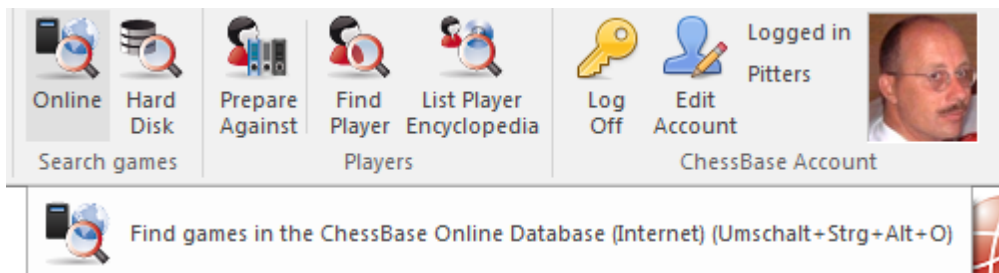 Online
Hard Disk
Prepare Against
Find Player
List Player Encyclopedia
Log Off
Edit Account
Logged in
Pitters
Search games
Players
ChessBase Account
Find games in the ChessBase Online Database (Internet) (Umschalt+Strg+Alt+O)